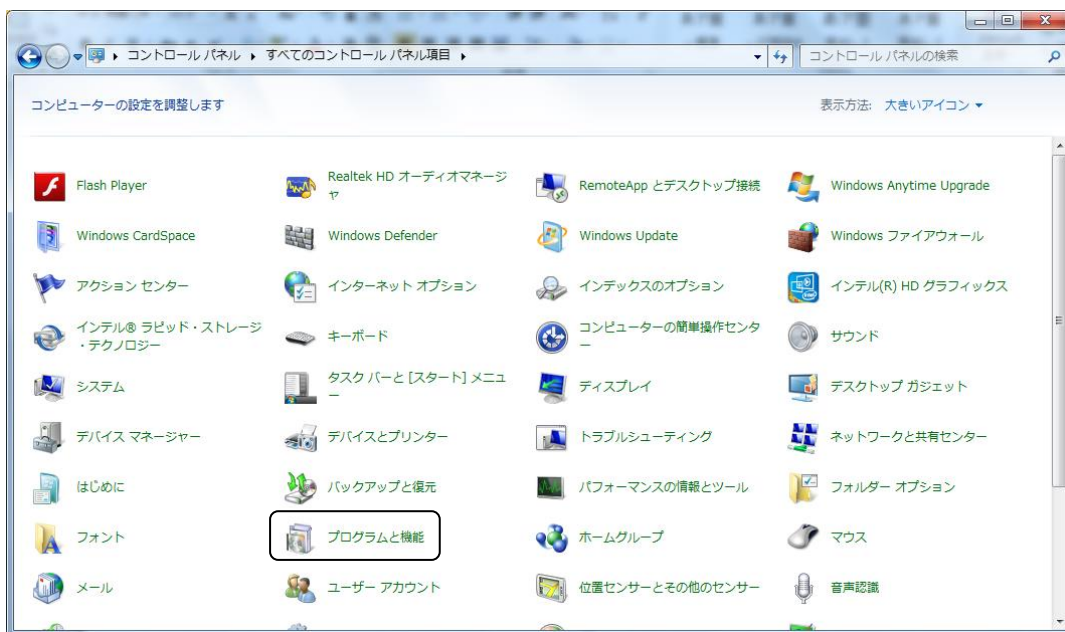 コントロール パネル ▸ すべてのコントロール パネル項目 ▸
コントロール パネルの検索
コンピューターの設定を調整します
表示方法: 大きいアイコン
Flash Player
Realtek HD オーディオマネージ
ャ
RemoteApp とデスクトップ接続
Windows Anytime Upgrade
Windows CardSpace
Windows Defender
Windows Update
Windows ファイアウォール
アクション センター
インターネット オプション
インデックスのオプション
インテル(R) HD グラフィックス
インテル® ラピッド・ストレージ
・テクノロジー
キーボード
コンピューターの簡単操作センタ
ー
サウンド
システム
タスク バーと [スタート] メニュ
ー
ディスプレイ
デスクトップ ガジェット
デバイス マネージャー
デバイスとプリンター
トラブルシューティング
ネットワークと共有センター
はじめに
バックアップと復元
パフォーマンスの情報とツール
フォルダー オプション
フォント
プログラムと機能
ホームグループ
マウス
メール
ユーザー アカウント
位置センサーとその他のセンサー
音声認識